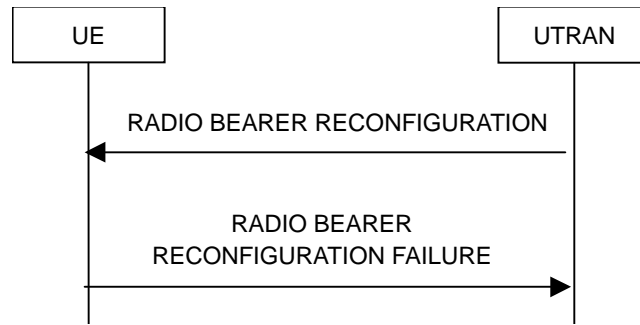 UE
UTRAN
RADIO BEARER RECONFIGURATION
RADIO BEARER
RECONFIGURATION FAILURE